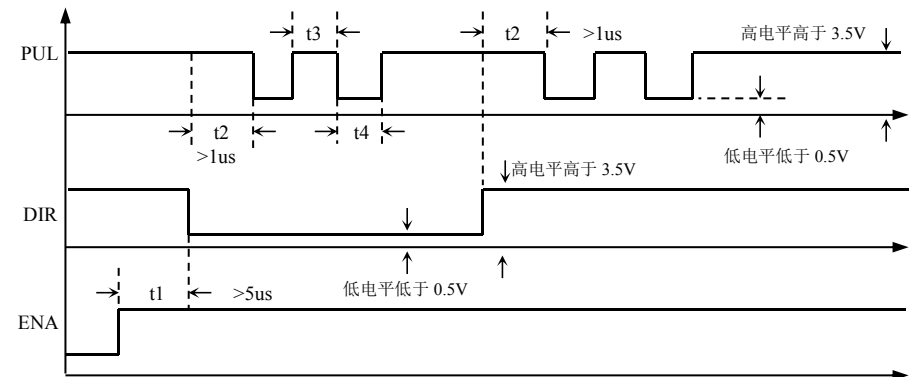 t3
t2
>1us
高电平高于 3.5V
PUL
t2
t4
>1us
低电平低于 0.5V
高电平高于 3.5V
DIR
t1
>5us
低电平低于 0.5V
ENA